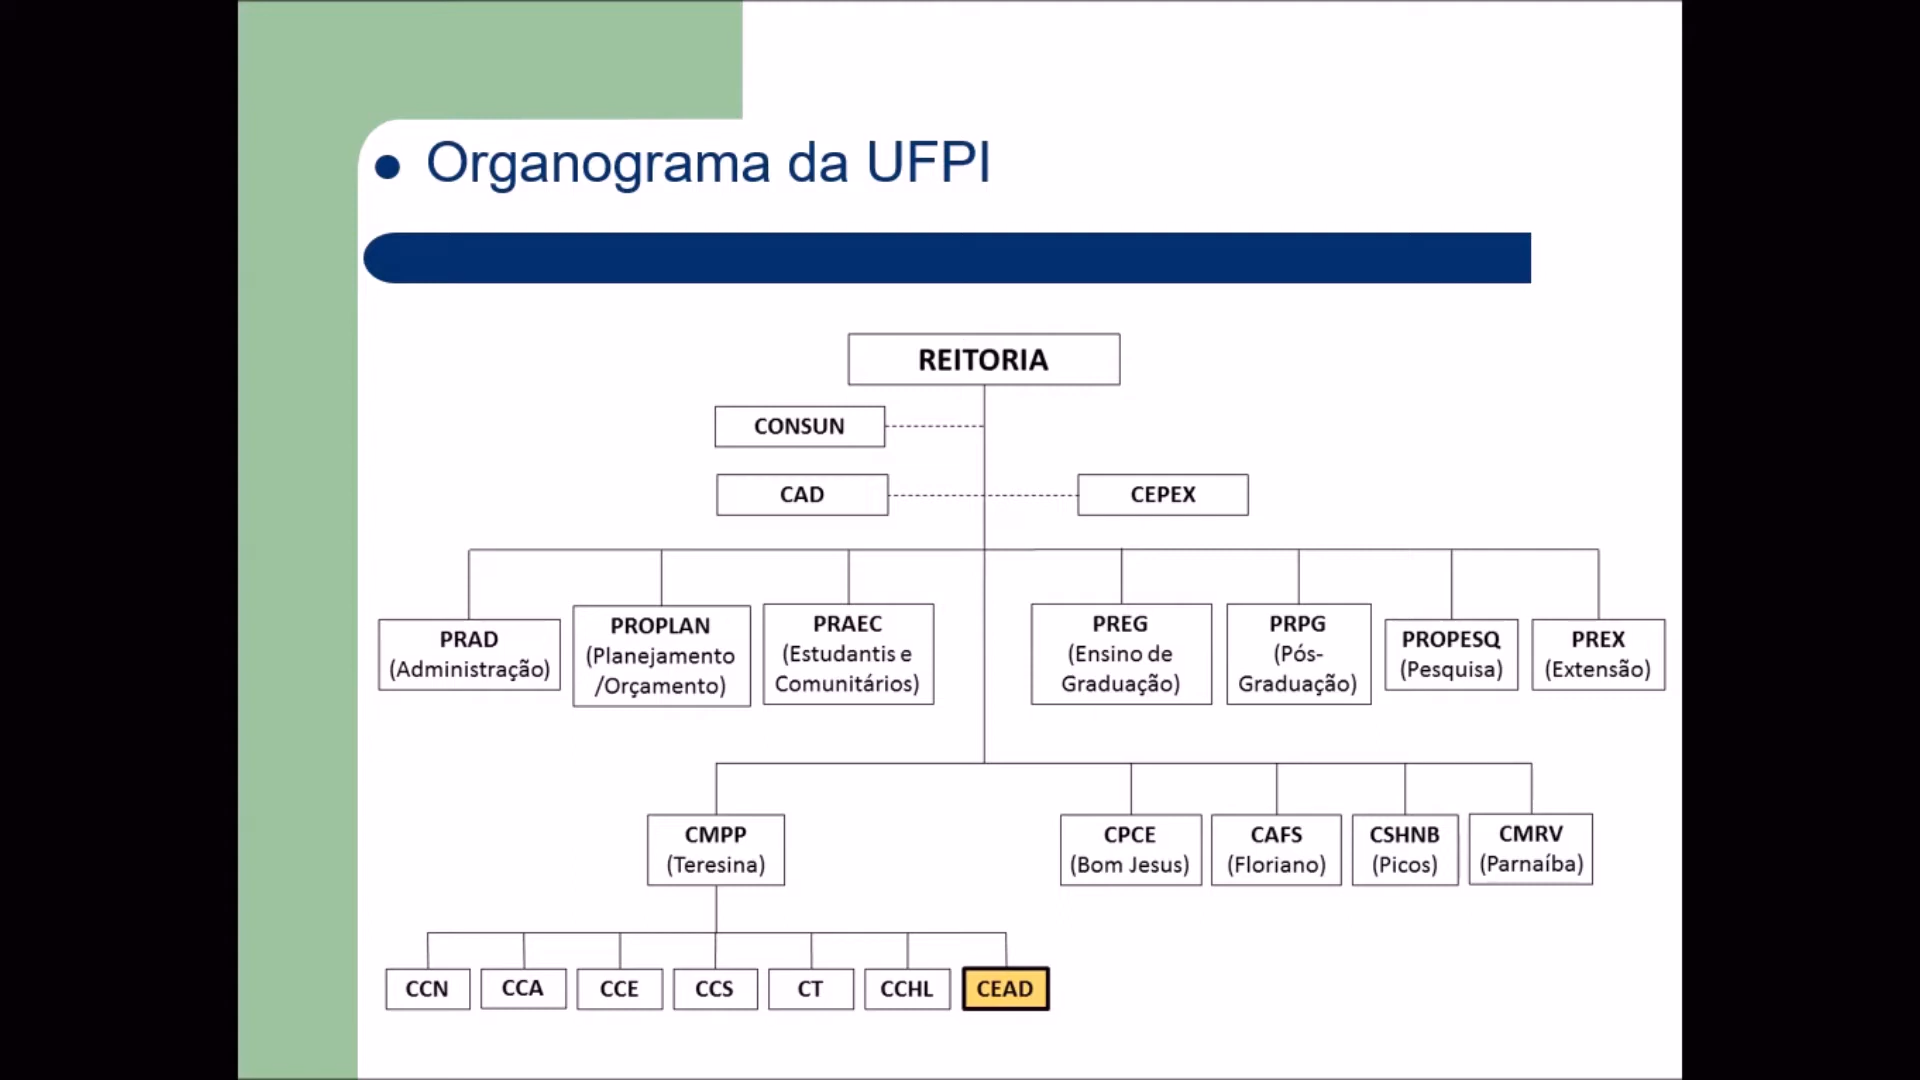 Organograma da UFPI
REITORIA
CONSUN
CAD
CEPEX
PRAD
(Administração)
PROPLAN
(Planejamento
/Orçamento)
PRAEC
(Estudantis e
Comunitários)
PREG
(Ensino de
Graduação)
PRPG
(Pós-
Graduação)
PROPESQ
(Pesquisa)
PREX
(Extensão)
CMPP
(Teresina)
CPCE
(Bom Jesus)
CAFS
(Floriano)
CSHNB
(Picos)
CMRV
(Parnaíba)
CCN
CCA
CCE
CCS
CT
CCHL
CEAD